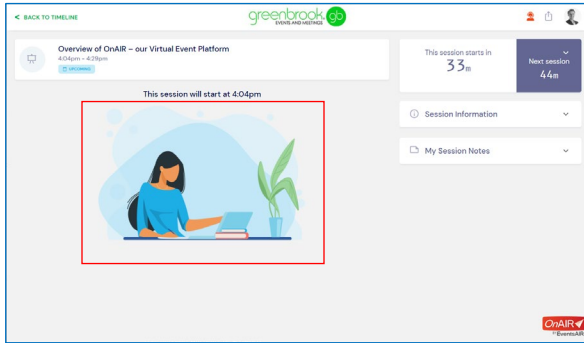 < BACK TO TIMELINE
greenbrook gb
EVENTS AND MEETINGS
Overview of OnAIR – our Virtual Event Platform
4:04pm - 4:29pm
UPCOMING
This session will start at 4:04pm
This session starts in
33m
Next session
44m
Session Information
My Session Notes
OnAIR
BY EventsAIR